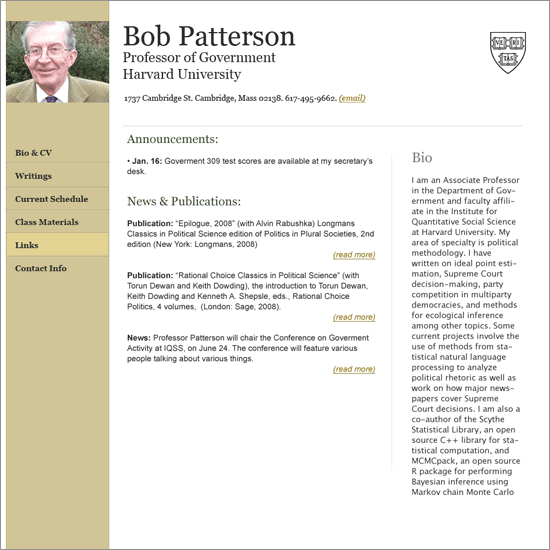 Bob Patterson
Professor of Government
Harvard University
1737 Cambridge St. Cambridge, Mass 02138. 617-495-9662. (email)
VE RI
TAS
Bio & CV
Writings
Current Schedule
Class Materials
Links
Contact Info
Announcements:
• Jan. 16: Goverment 309 test scores are available at my secretary's
desk.
News & Publications:
Publication: "Epilogue, 2008" (with Alvin Rabushka) Longmans
Classics in Political Science edition of Politics in Plural Societies, 2nd
edition (New York: Longmans, 2008)
(read more)
Publication: "Rational Choice Classics in Political Science" (with
Torun Dewan and Keith Dowding), the introduction to Torun Dewan,
Keith Dowding and Kenneth A. Shepsle, eds., Rational Choice
Politics, 4 volumes,  (London: Sage, 2008).
(read more)
News: Professor Patterson will chair the Conference on Goverment
Activity at IQSS, on June 24. The conference will feature various
people talking about various things.
(read more)
Bio
I am an Associate Professor
in the Department of Gov-
ernment and faculty affili-
ate in the Institute for
Quantitative Social Science
at Harvard University. My
area of specialty is political
methodology. I have
written on ideal point esti-
mation, Supreme Court
decision-making, party
competition in multiparty
democracies, and methods
for ecological inference
among other topics. Some
current projects involve the
use of methods from sta-
tistical natural language
processing to analyze
political rhetoric as well as
work on how major news-
papers cover Supreme
Court decisions. I am also a
co-author of the Scythe
Statistical Library, an open
source C++ library for sta-
tistical computation, and
MCMCpack, an open source
R package for performing
Bayesian inference using
Markov chain Monte Carlo